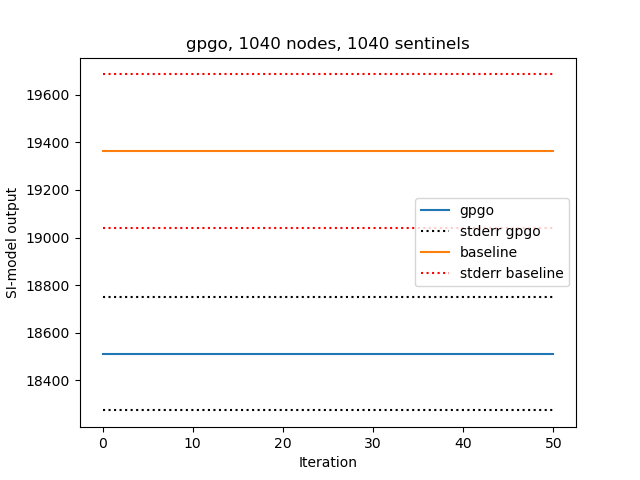 gpgo, 1040 nodes, 1040 sentinels
SI-model output
19600
19400
19200
19000
18800
18600
18400
gpgo
stderr gpgo
baseline
stderr baseline
0 10 20 30 40 50
Iteration